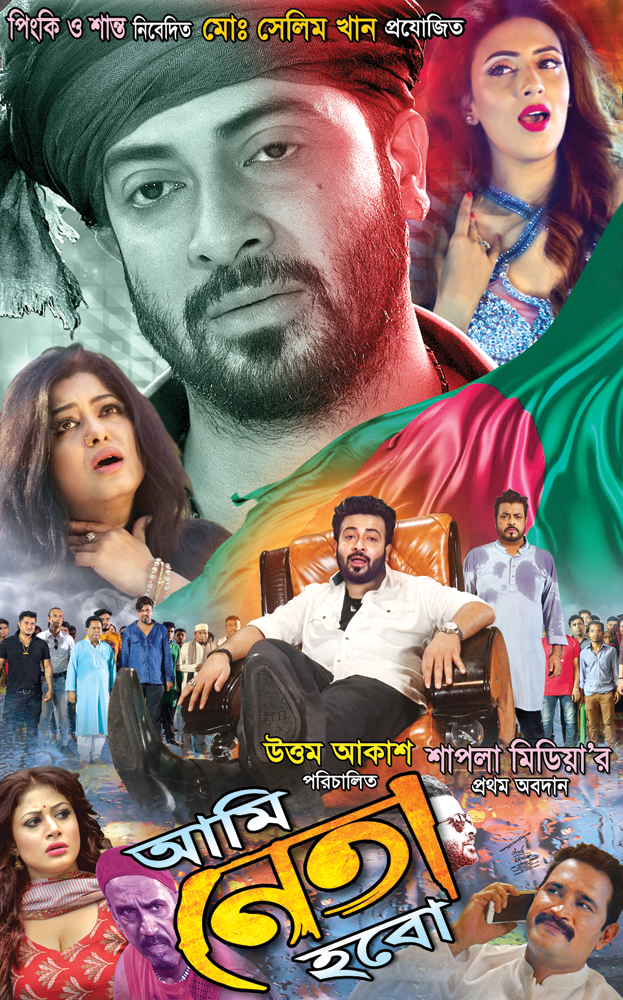 পিংকি ও শান্ত নিবেদিত মোঃ সেলিম খান প্রযোজিত
উত্তম আকাশ
পরিচালিত
শাপলা মিডিয়া'র
প্রথম অবদান
আমি
নেতা
হবো